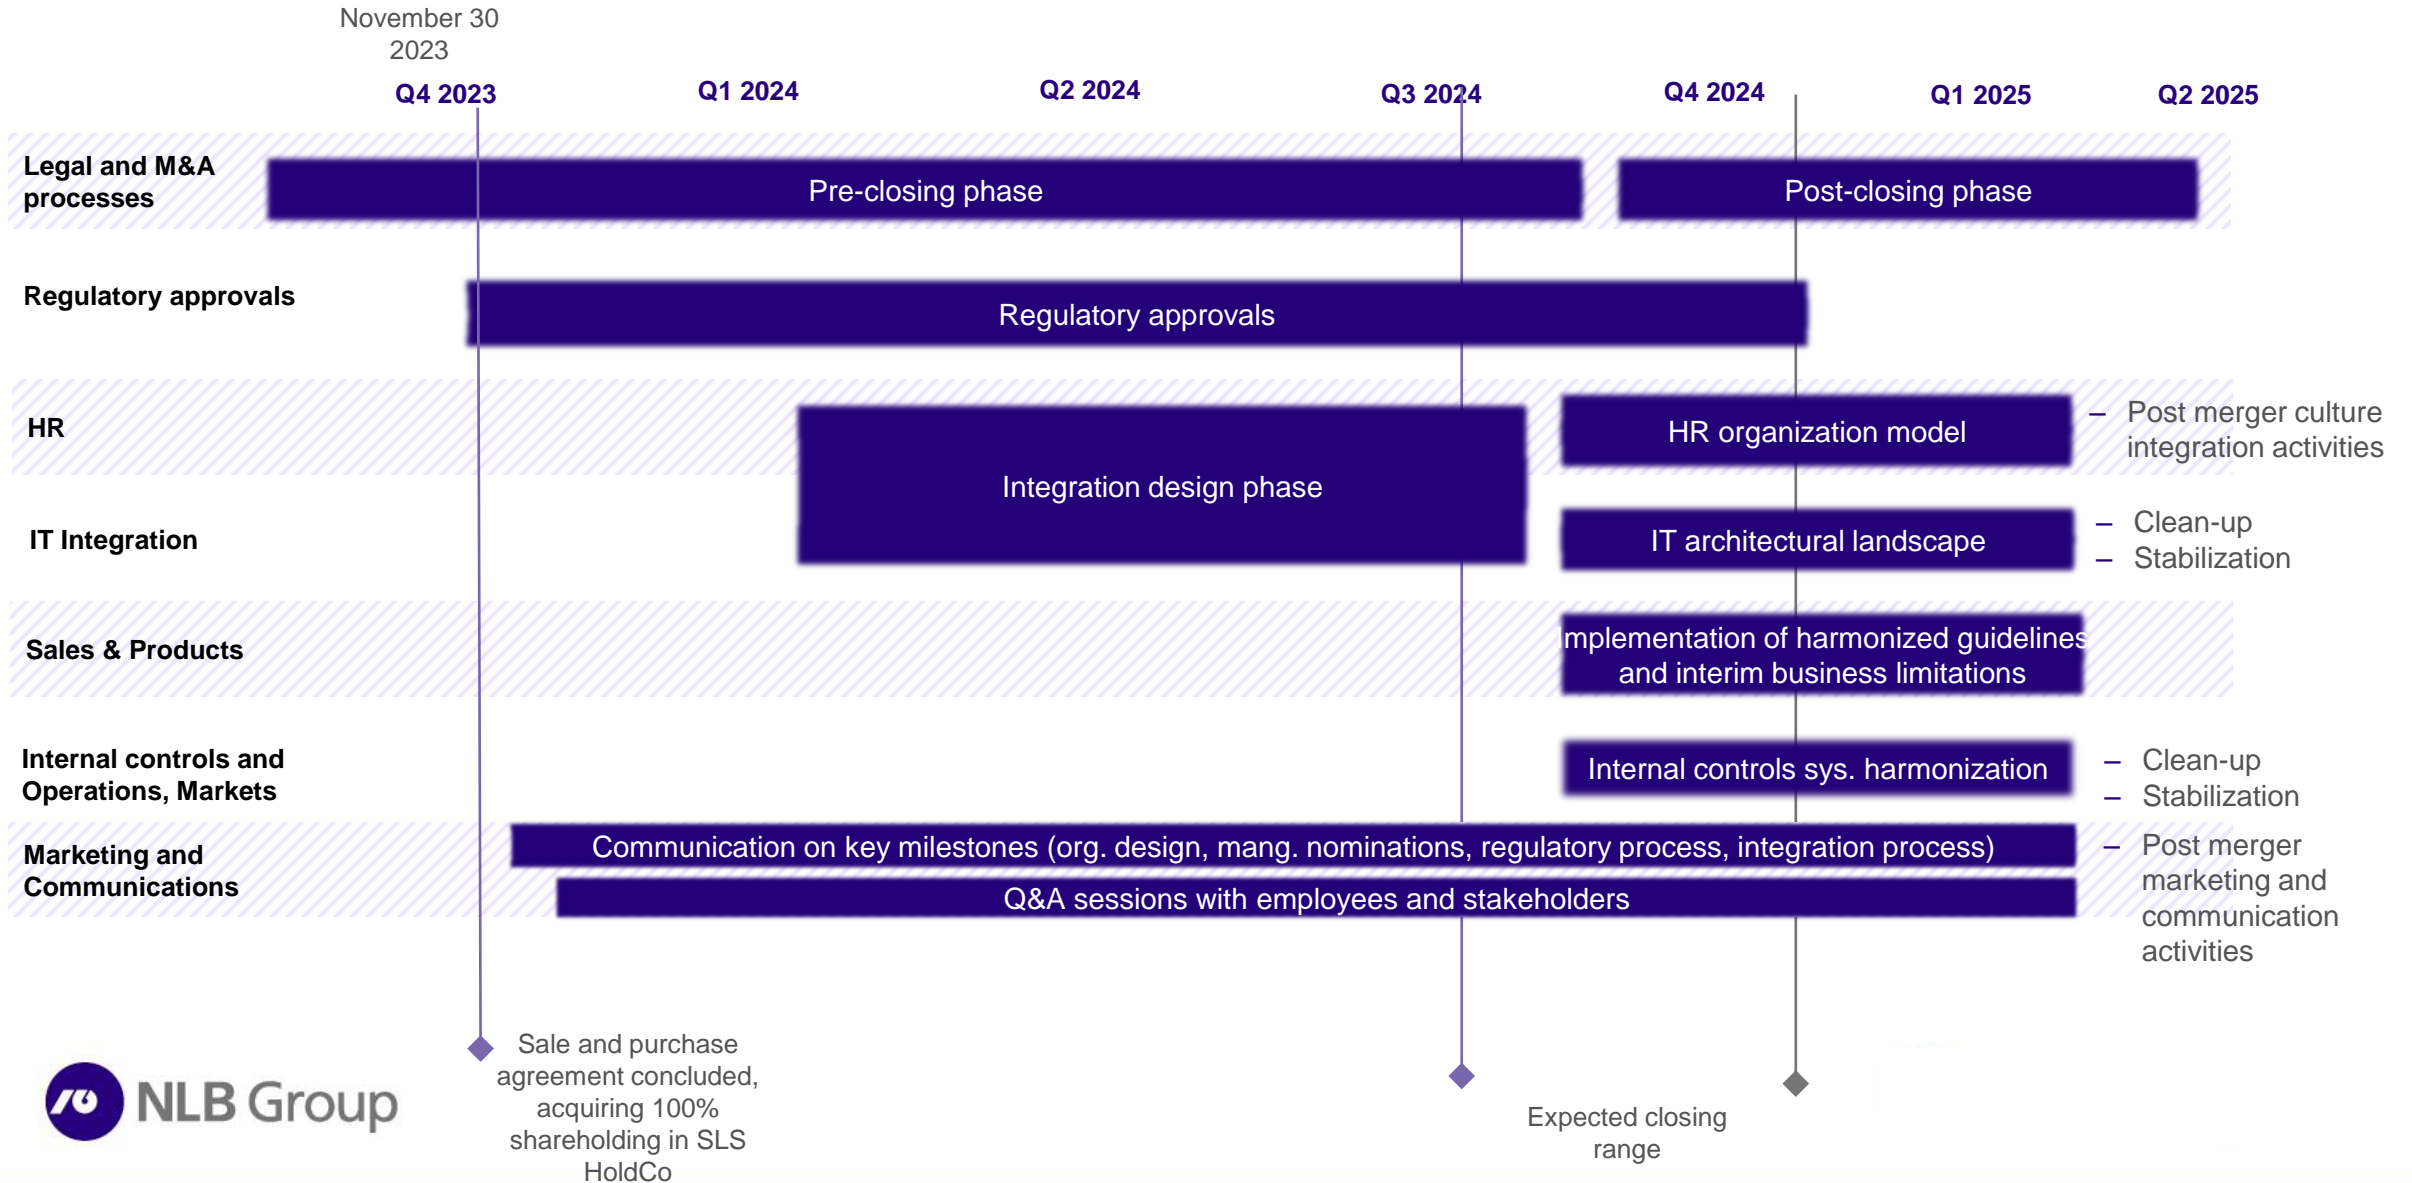 November 30
2023
Q4 2023
Q1 2024
Q2 2024
Q3 2024
Q4 2024
Q1 2025
Q2 2025
Legal and M&A
processes
Pre-closing phase
Post-closing phase
Regulatory approvals
Regulatory approvals
HR
Integration design phase
HR organization model
– Post merger culture
integration activities
IT Integration
IT architectural landscape
– Clean-up
– Stabilization
Sales & Products
Implementation of harmonized guidelines
and interim business limitations
Internal controls and
Operations, Markets
Internal controls sys. harmonization
– Clean-up
– Stabilization
Marketing and
Communications
Communication on key milestones (org. design, mang. nominations, regulatory process, integration process)
Q&A sessions with employees and stakeholders
– Post merger
marketing and
communication
activities
Sale and purchase
agreement concluded,
acquiring 100%
shareholding in SLS
HoldCo
Expected closing
range
NLB Group